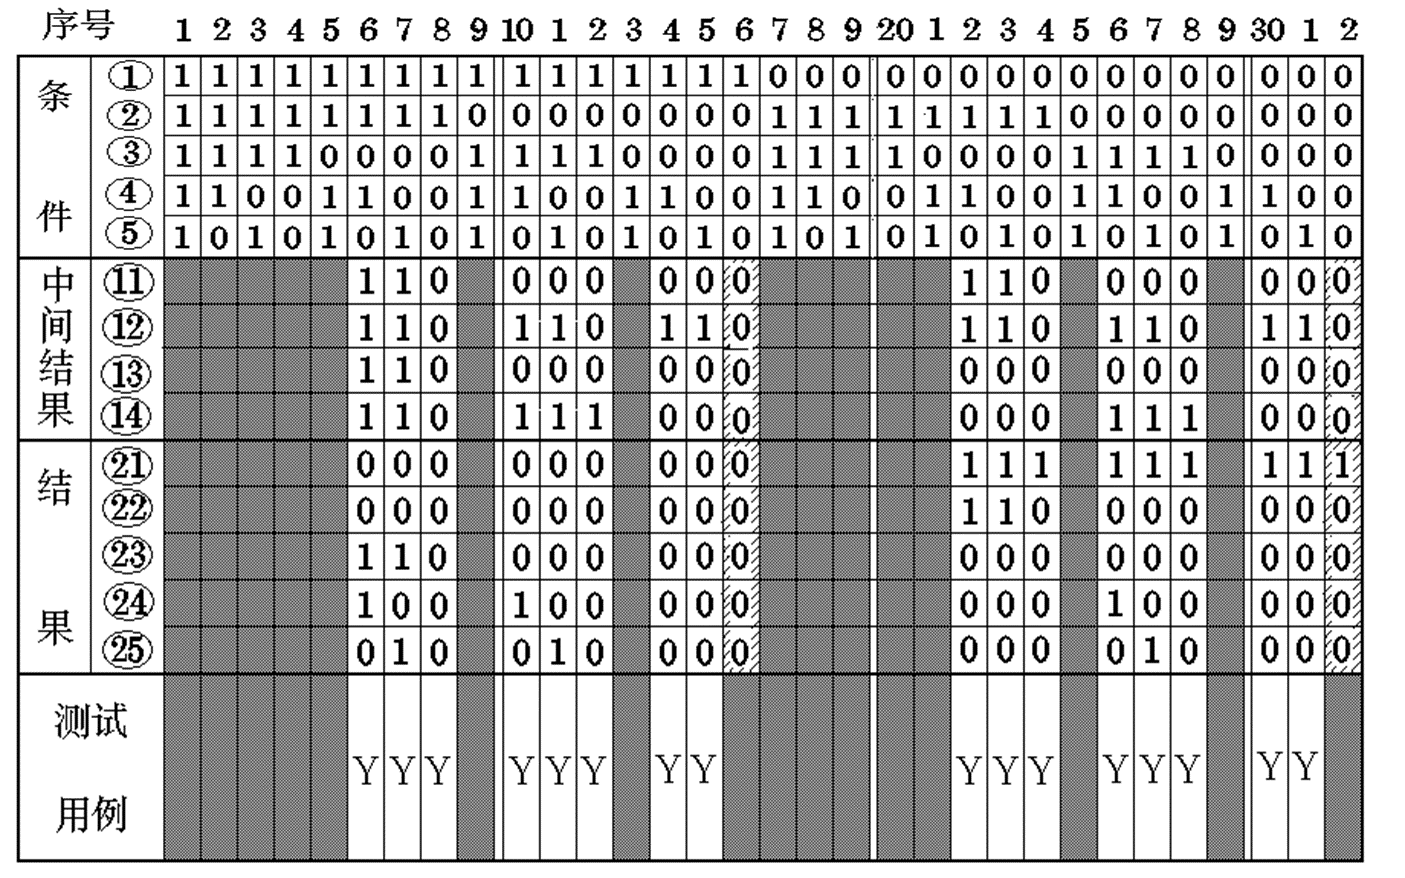 序号 1 2 3 4 5 6 7 8 9 10 1 2 3 4 5 6 7 8 9 20 1 2 3 4 5 6 7 8 9 30 1 2
条件
① 1 1 1 1 1 1 1 1 1 1 1 1 1 1 1 1 0 0 0 0 0 0 0 0 0 0 0 0 0 0 0 0
② 1 1 1 1 1 1 1 1 0 0 0 0 0 0 0 0 1 1 1 1 1 1 1 1 0 0 0 0 0 0 0 0
③ 1 1 1 1 0 0 0 0 1 1 1 1 0 0 0 0 1 1 1 1 0 0 0 0 1 1 1 1 0 0 0 0
④ 1 1 0 0 1 1 0 0 1 1 0 0 1 1 0 0 1 1 0 0 1 1 0 0 1 1 0 0 1 1 0 0
⑤ 1 0 1 0 1 0 1 0 1 0 1 0 1 0 1 0 1 0 1 0 1 0 1 0 1 0 1 0 1 0 1 0
中间结果
⑪ 1 1 0 0 0 0 0 0 0 1 1 0 0 0 0 0 0 0
⑫ 1 1 0 1 1 0 1 1 0 1 1 0 1 1 0 1 1 0
⑬ 1 1 0 0 0 0 0 0 0 0 0 0 0 0 0 0 0 0
⑭ 1 1 0 1 1 1 0 0 0 0 0 0 1 1 1 0 0 0
结果
㉑ 0 0 0 0 0 0 0 0 0 1 1 1 1 1 1 1 1 1
㉒ 0 0 0 0 0 0 0 0 0 1 1 0 0 0 0 0 0 0
㉓ 1 1 0 0 0 0 0 0 0 0 0 0 0 0 0 0 0 0
㉔ 1 0 0 1 0 0 0 0 0 0 0 0 1 0 0 0 0 0
㉕ 0 1 0 0 1 0 0 0 0 0 0 0 0 1 0 0 0 0
测试
用例
Y Y Y Y Y Y Y Y Y Y Y Y Y Y Y Y